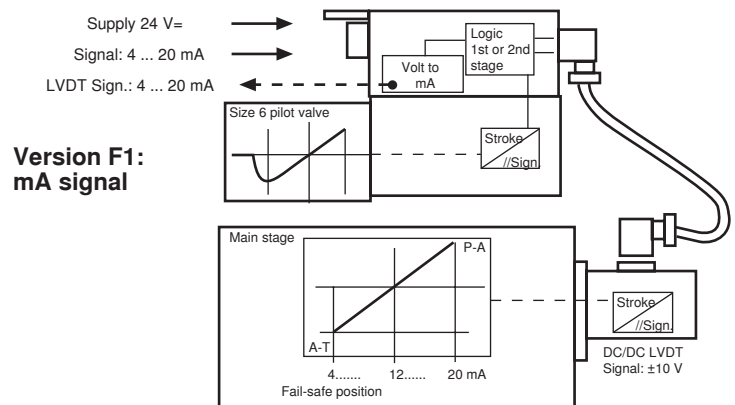 Supply 24 V=
Signal: 4 ... 20 mA
LVDT Sign.: 4 ... 20 mA
Logic
1st or 2nd
stage
Volt to
mA
Size 6 pilot valve
Stroke
//Sign.
Version F1:
mA signal
Main stage
P-A
A-T
4....... 12...... 20 mA
Fail-safe position
Stroke
//Sign.
DC/DC LVDT
Signal: ±10 V